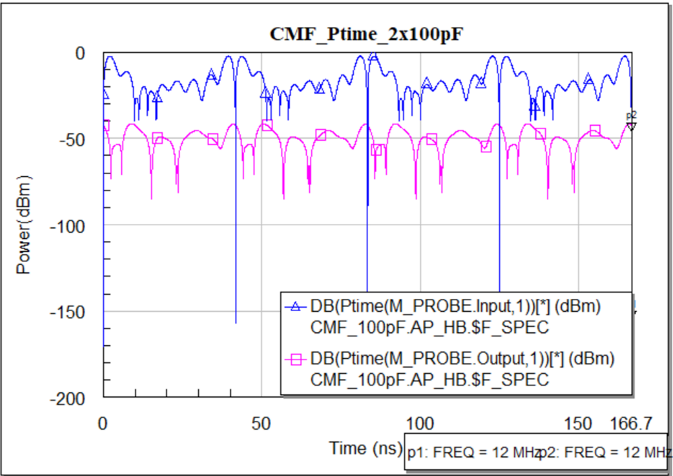 CMF_Ptime_2x100pF
0
-50
-100
-150
-200
Power(dBm)
p2
DB(Ptime(M_PROBE.Input,1))[*] (dBm)
CMF_100pF.AP_HB.$F_SPEC
DB(Ptime(M_PROBE.Output,1))[*] (dBm)
CMF_100pF.AP_HB.$F_SPEC
0 50 100 150 166.7
Time (ns)
p1: FREQ = 12 MHz
p2: FREQ = 12 MHz